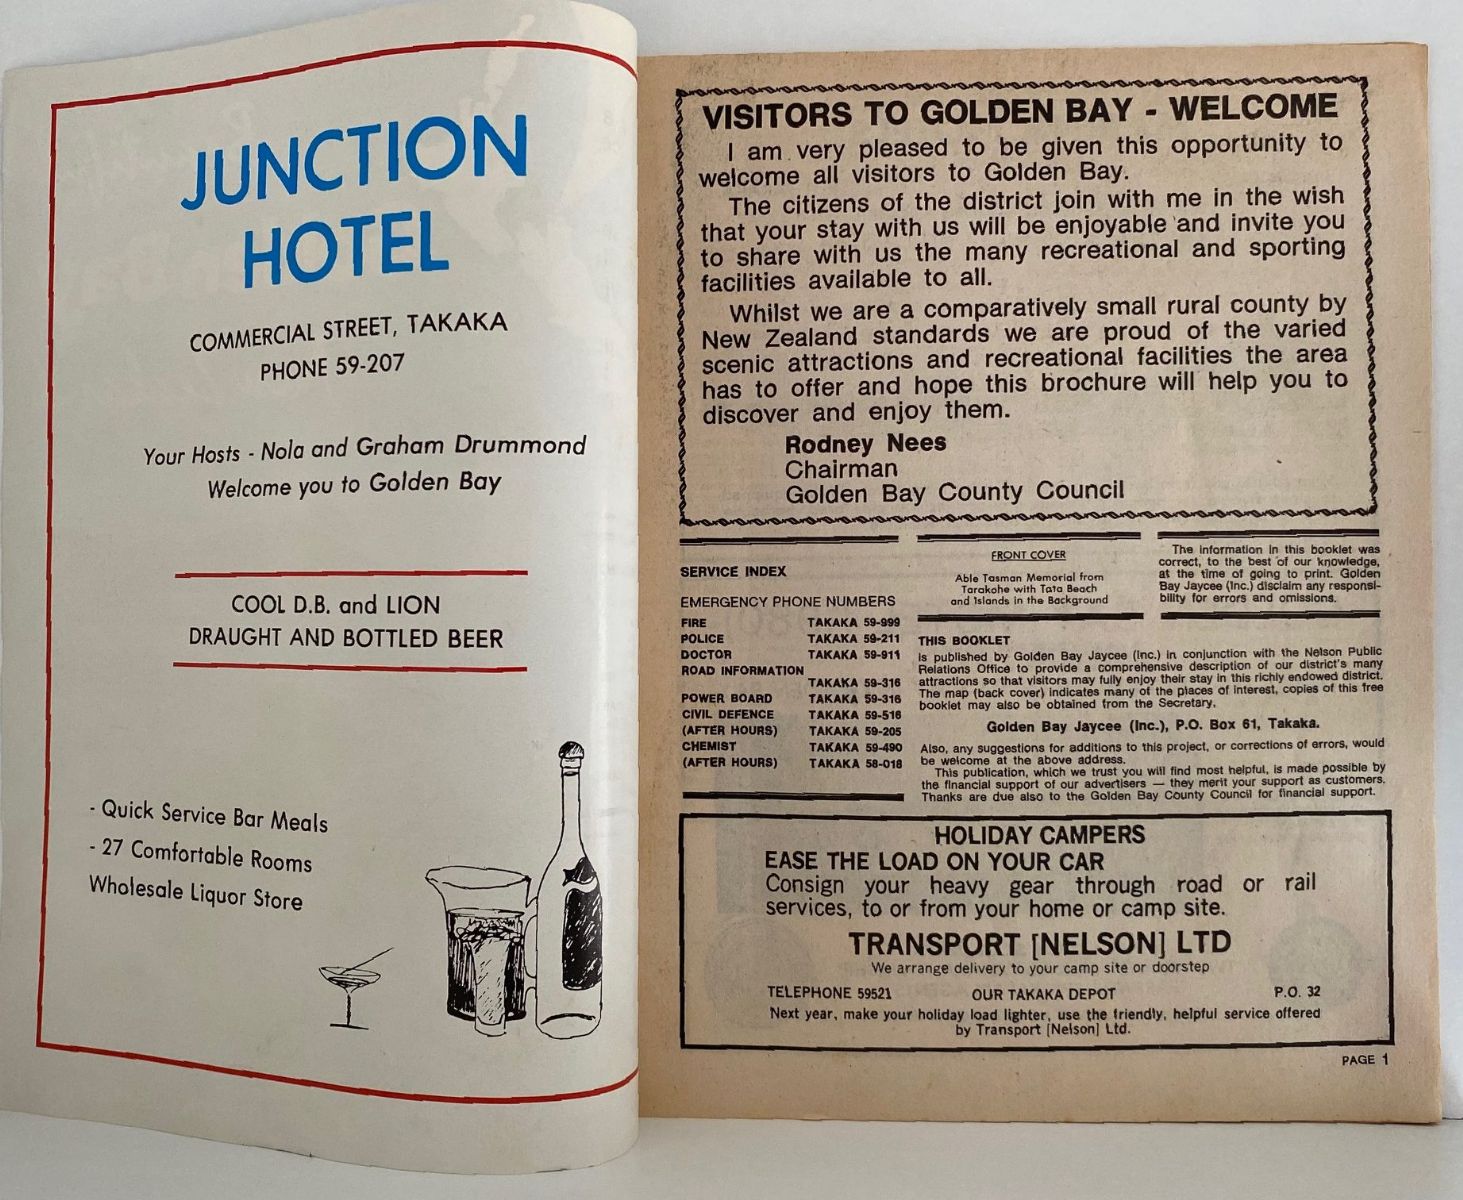 JUNCTION
HOTEL
COMMERCIAL STREET, TAKAKA
PHONE 59-207
Your Hosts - Nola and Graham Drummond
Welcome you to Golden Bay
COOL D.B. and LION
DRAUGHT AND BOTTLED BEER
- Quick Service Bar Meals
- 27 Comfortable Rooms
Wholesale Liquor Store
VISITORS TO GOLDEN BAY - WELCOME
I am very pleased to be given this opportunity to
welcome all visitors to Golden Bay.
The citizens of the district join with me in the wish
that your stay with us will be enjoyable and invite you
to share with us the many recreational and sporting
facilities available to all.
Whilst we are a comparatively small rural county by
New Zealand standards we are proud of the varied
scenic attractions and recreational facilities the area
has to offer and hope this brochure will help you to
discover and enjoy them.
Rodney Nees
Chairman
Golden Bay County Council
SERVICE INDEX
EMERGENCY PHONE NUMBERS
FIRE TAKAKA 59-999
POLICE TAKAKA 59-211
DOCTOR TAKAKA 59-911
ROAD INFORMATION
TAKAKA 59-316
POWER BOARD TAKAKA 59-316
CIVIL DEFENCE TAKAKA 59-516
(AFTER HOURS) TAKAKA 59-205
CHEMIST TAKAKA 59-490
(AFTER HOURS) TAKAKA 58-018
FRONT COVER
Able Tasman Memorial from
Tarakohe with Tata Beach
and Islands in the Background
The information in this booklet was
correct, to the best of our knowledge,
at the time of going to print. Golden
Bay Jaycee (Inc.) disclaim any responsi-
bility for errors and omissions.
THIS BOOKLET
is published by Golden Bay Jaycee (Inc.) in conjunction with the Nelson Public
Relations Office to provide a comprehensive description of our district's many
attractions so that visitors may fully enjoy their stay in this richly endowed district.
The map (back cover) indicates many of the places of interest, copies of this free
booklet may also be obtained from the Secretary,
Golden Bay Jaycee (Inc.), P.O. Box 61, Takaka.
Also, any suggestions for additions to this project, or corrections of errors, would
be welcome at the above address.
This publication, which we trust you will find most helpful, is made possible by
the financial support of our advertisers — they merit your support as customers.
Thanks are due also to the Golden Bay County Council for financial support.
HOLIDAY CAMPERS
EASE THE LOAD ON YOUR CAR
Consign your heavy gear through road or rail
services, to or from your home or camp site.
TRANSPORT [NELSON] LTD
We arrange delivery to your camp site or doorstep
TELEPHONE 59521 OUR TAKAKA DEPOT P.O. 32
Next year, make your holiday load lighter, use the friendly, helpful service offered
by Transport [Nelson] Ltd.
PAGE 1